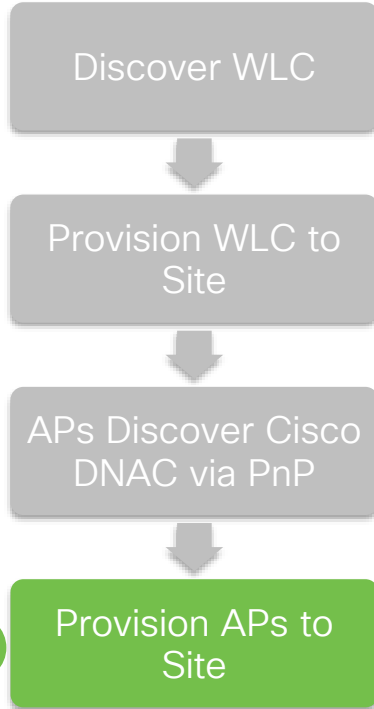 Discover WLC
Provision WLC to
Site
APs Discover Cisco
DNAC via PnP
Provision APs to
Site